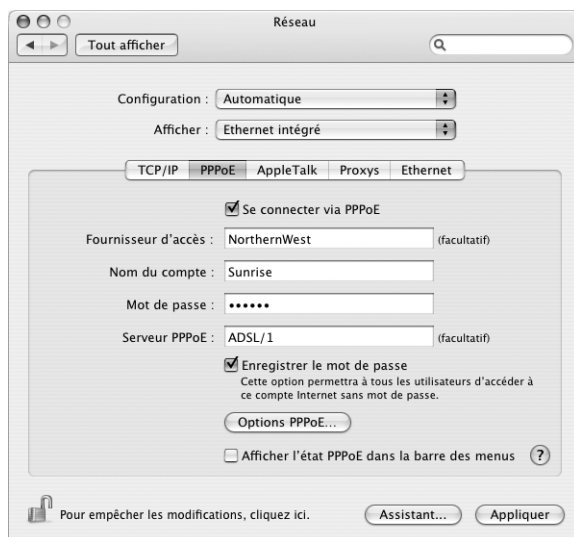 Réseau
Tout afficher
Configuration : Automatique
Afficher : Ethernet intégré
TCP/IP PPPoE AppleTalk Proxys Ethernet
Se connecter via PPPoE
Fournisseur d'accès : NorthernWest (facultatif)
Nom du compte : Sunrise
Mot de passe : ••••••
Serveur PPPoE : ADSL/1 (facultatif)
Enregistrer le mot de passe
Cette option permettra à tous les utilisateurs d'accéder à
ce compte Internet sans mot de passe.
Options PPPoE...
Afficher l'état PPPoE dans la barre des menus ?
Pour empêcher les modifications, cliquez ici. Assistant... Appliquer